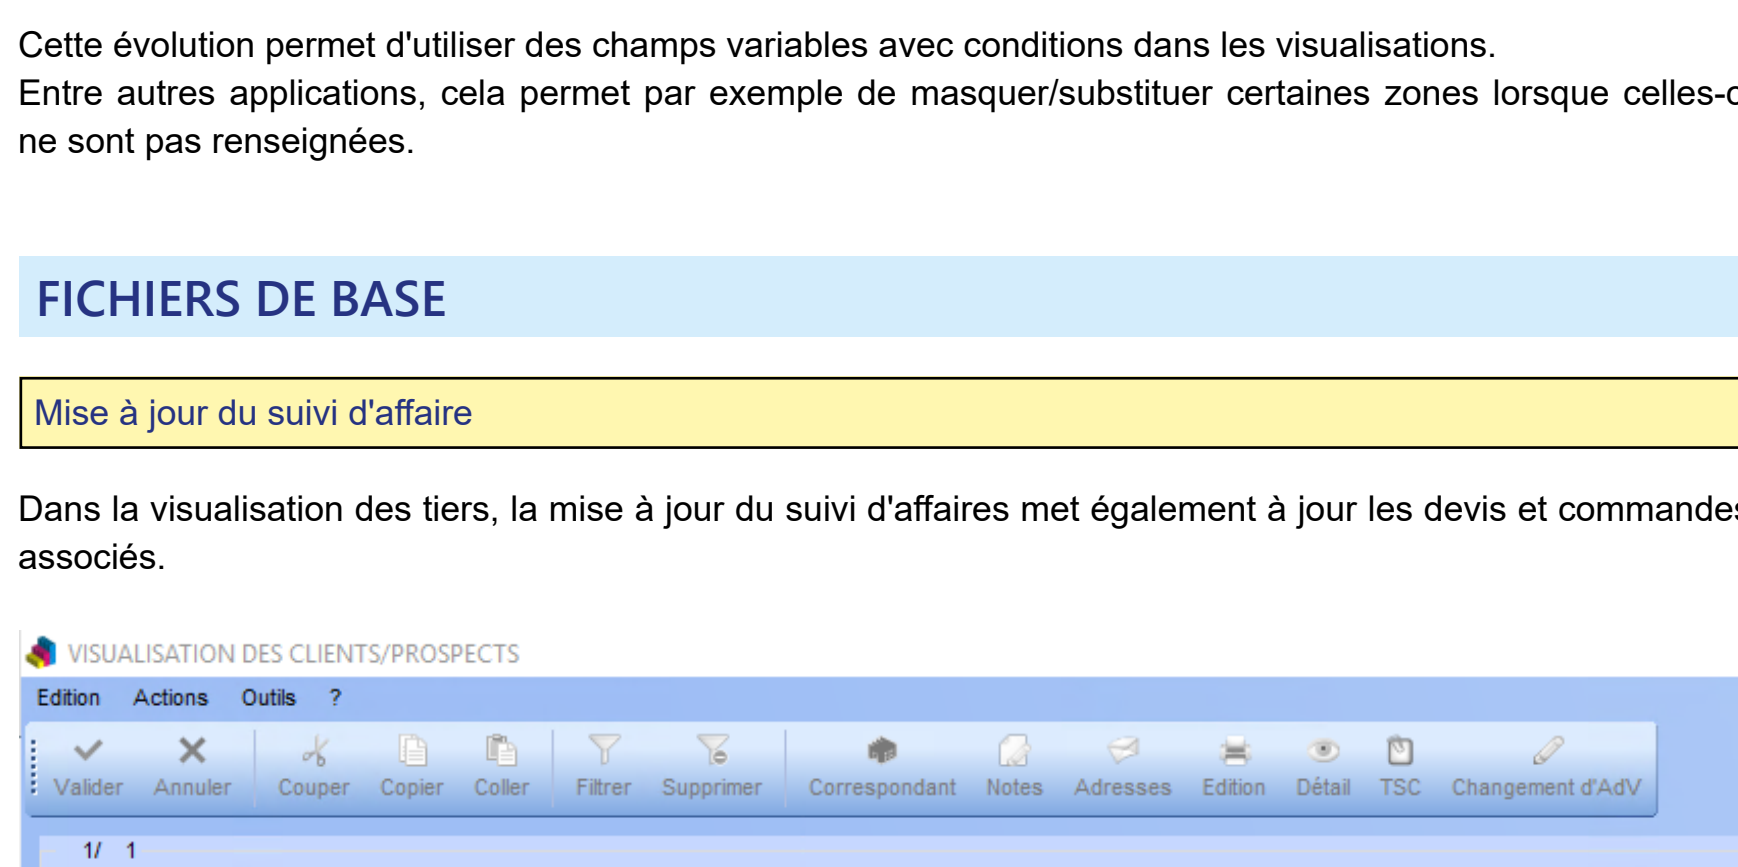 Cette évolution permet d'utiliser des champs variables avec conditions dans les visualisations.
Entre autres applications, cela permet par exemple de masquer/substituer certaines zones lorsque celles-c
ne sont pas renseignées.
FICHIERS DE BASE
Mise à jour du suivi d'affaire
Dans la visualisation des tiers, la mise à jour du suivi d'affaires met également à jour les devis et commandes
associés.
VISUALISATION DES CLIENTS/PROSPECTS
Edition Actions Outils ?
Valider Annuler Couper Copier Coller Filtrer Supprimer Correspondant Notes Adresses Edition Détail TSC Changement d'AdV
1/ 1